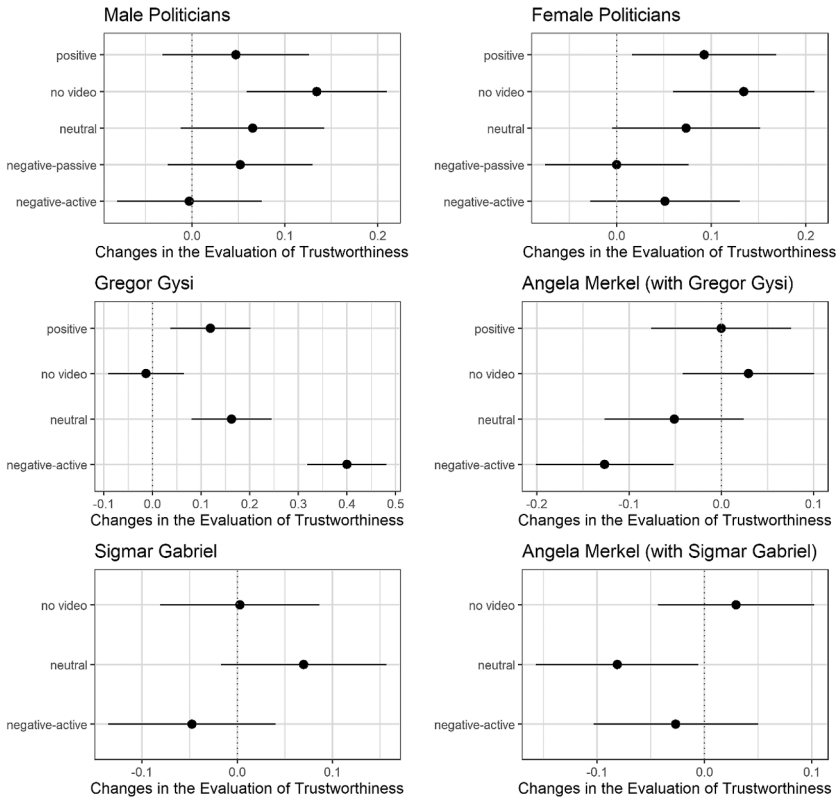 Male Politicians
positive
no video
neutral
negative-passive
negative-active
0.0 0.1 0.2
Changes in the Evaluation of Trustworthiness
Female Politicians
positive
no video
neutral
negative-passive
negative-active
0.0 0.1 0.2
Changes in the Evaluation of Trustworthiness
Gregor Gysi
positive
no video
neutral
negative-active
-0.1 0.0 0.1 0.2 0.3 0.4 0.5
Changes in the Evaluation of Trustworthiness
Angela Merkel (with Gregor Gysi)
positive
no video
neutral
negative-active
-0.2 -0.1 0.0 0.1
Changes in the Evaluation of Trustworthiness
Sigmar Gabriel
no video
neutral
negative-active
-0.1 0.0 0.1
Changes in the Evaluation of Trustworthiness
Angela Merkel (with Sigmar Gabriel)
no video
neutral
negative-active
-0.1 0.0 0.1
Changes in the Evaluation of Trustworthiness